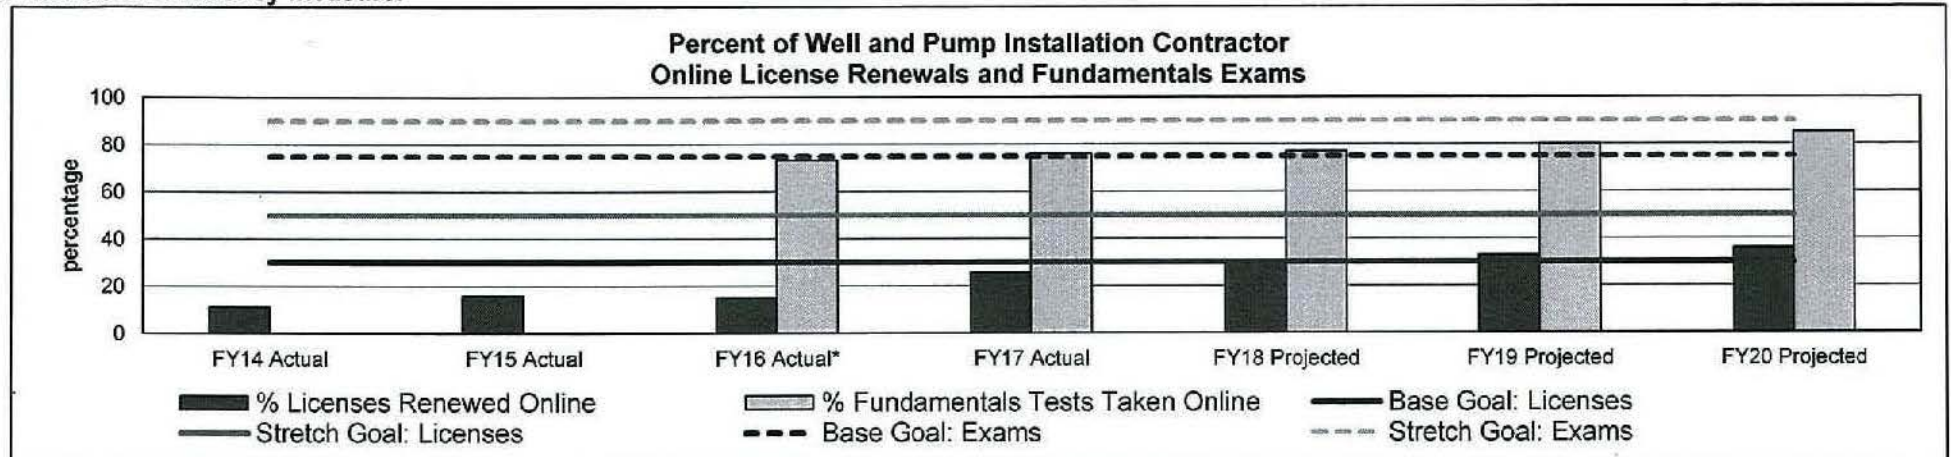 Percent of Well and Pump Installation Contractor
Online License Renewals and Fundamentals Exams
percentage
100
80
60
40
20
0
FY14 Actual FY15 Actual FY16 Actual* FY17 Actual FY18 Projected FY19 Projected FY20 Projected
% Licenses Renewed Online % Fundamentals Tests Taken Online Base Goal: Licenses
Stretch Goal: Licenses Base Goal: Exams Stretch Goal: Exams